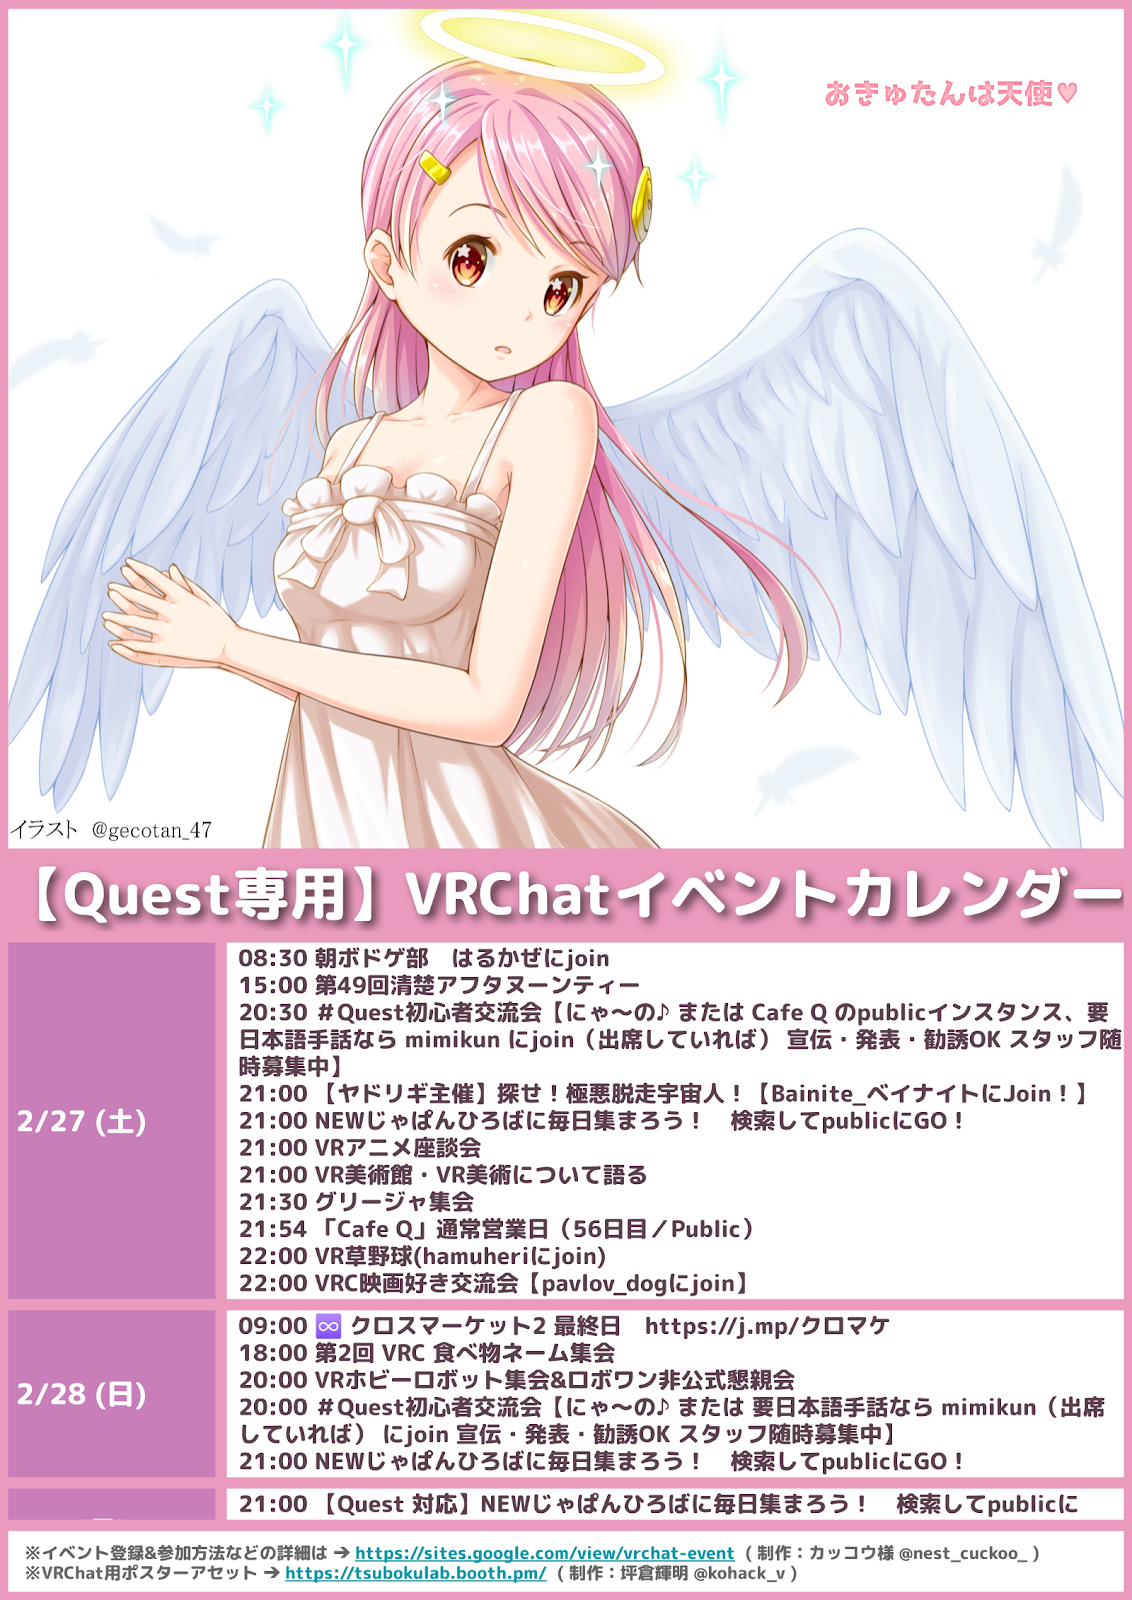 おきゅたんは天使♥
イラスト @gecotan_47
【Quest専用】VRChatイベントカレンダー
2/27 (土)
08:30 朝ボドゲ部　はるかぜにjoin
15:00 第49回清楚アフタヌーンティー
20:30 #Quest初心者交流会【にゃ～の♪ または Cafe Q のpublicインスタンス、要
日本語手話なら mimikun にjoin（出席していれば） 宣伝・発表・勧誘OK スタッフ随
時募集中】
21:00 【ヤドリギ主催】探せ！極悪脱走宇宙人！【Bainite_ベイナイトにJoin！】
21:00 NEWじゃぱんひろばに毎日集まろう！　検索してpublicにGO！
21:00 VRアニメ座談会
21:00 VR美術館・VR美術について語る
21:30 グリージャ集会
21:54 「Cafe Q」通常営業日（56日目／Public）
22:00 VR草野球(hamuheriにjoin)
22:00 VRC映画好き交流会【pavlov_dogにjoin】
2/28 (日)
09:00 ♾ クロスマーケット2 最終日　https://j.mp/クロマケ
18:00 第2回 VRC 食べ物ネーム集会
20:00 VRホビーロボット集会&ロボワン非公式懇親会
20:00 #Quest初心者交流会【にゃ～の♪ または 要日本語手話なら mimikun（出席
していれば） にjoin 宣伝・発表・勧誘OK スタッフ随時募集中】
21:00 NEWじゃぱんひろばに毎日集まろう！　検索してpublicにGO！
21:00 【Quest 対応】NEWじゃぱんひろばに毎日集まろう！　検索してpublicに
※イベント登録&参加方法などの詳細は → https://sites.google.com/view/vrchat-event （ 制作：カッコウ様 @nest_cuckoo_ ）
※VRChat用ポスターアセット → https://tsubokulab.booth.pm/ （ 制作：坪倉輝明 @kohack_v ）